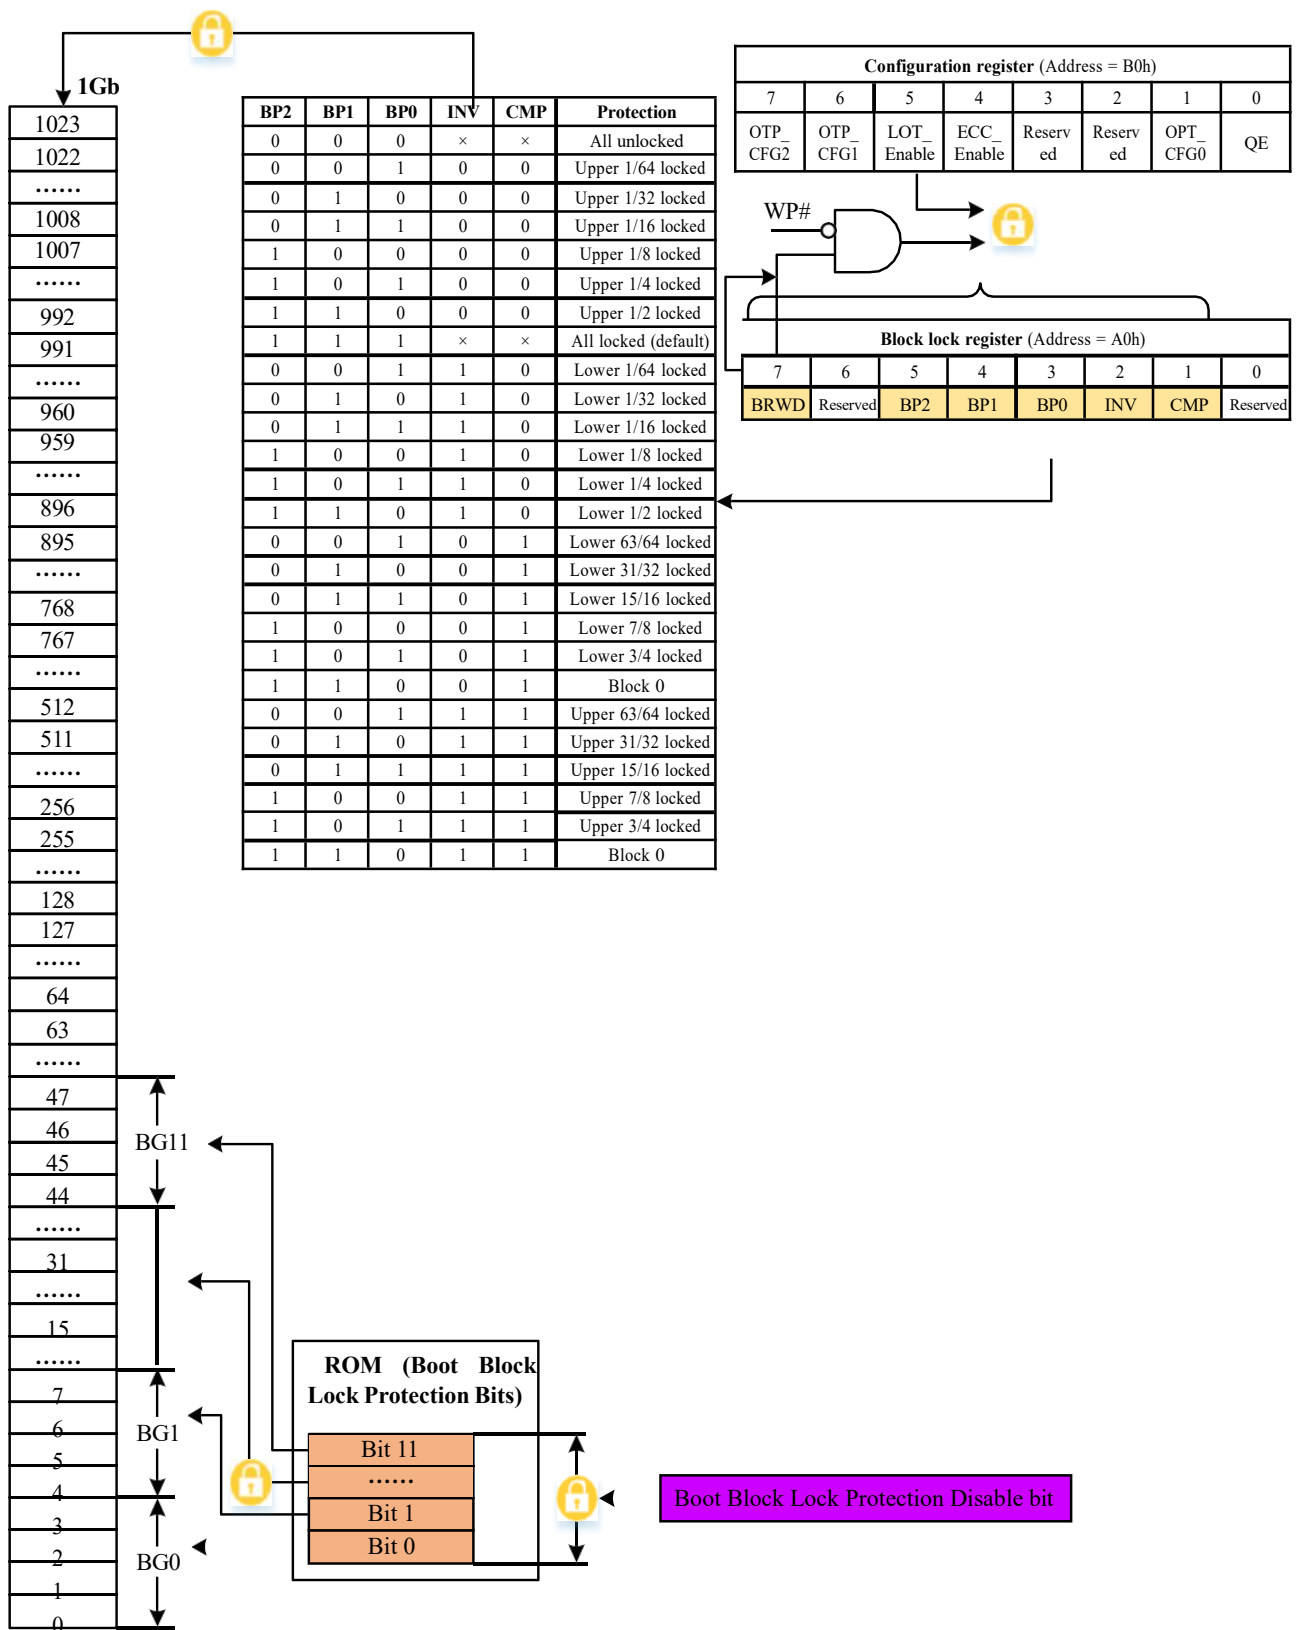 1Gb
1023
1022
......
1008
1007
......
992
991
......
960
959
......
896
895
......
768
767
......
512
511
......
256
255
......
128
127
......
64
63
......
47
46
45
44
......
31
......
15
......
7
6
5
4
3
2
1
0
BG11
BG1
BG0
BP2 BP1 BP0 INV CMP Protection
0 0 0 × × All unlocked
0 0 1 0 0 Upper 1/64 locked
0 1 0 0 0 Upper 1/32 locked
0 1 1 0 0 Upper 1/16 locked
1 0 0 0 0 Upper 1/8 locked
1 0 1 0 0 Upper 1/4 locked
1 1 0 0 0 Upper 1/2 locked
1 1 1 × × All locked (default)
0 0 1 1 0 Lower 1/64 locked
0 1 0 1 0 Lower 1/32 locked
0 1 1 1 0 Lower 1/16 locked
1 0 0 1 0 Lower 1/8 locked
1 0 1 1 0 Lower 1/4 locked
1 1 0 1 0 Lower 1/2 locked
0 0 1 0 1 Lower 63/64 locked
0 1 0 0 1 Lower 31/32 locked
0 1 1 0 1 Lower 15/16 locked
1 0 0 0 1 Lower 7/8 locked
1 0 1 0 1 Lower 3/4 locked
1 1 0 0 1 Block 0
0 0 1 1 1 Upper 63/64 locked
0 1 0 1 1 Upper 31/32 locked
0 1 1 1 1 Upper 15/16 locked
1 0 0 1 1 Upper 7/8 locked
1 0 1 1 1 Upper 3/4 locked
1 1 0 1 1 Block 0
Configuration register (Address = B0h)
7 6 5 4 3 2 1 0
OTP_ OTP_ LOT_ ECC_ Reserv Reserv OPT_ QE
CFG2 CFG1 Enable Enable ed ed CFG0
WP#
Block lock register (Address = A0h)
7 6 5 4 3 2 1 0
BRWD Reserved BP2 BP1 BP0 INV CMP Reserved
ROM (Boot Block
Lock Protection Bits)
Bit 11
......
Bit 1
Bit 0
Boot Block Lock Protection Disable bit